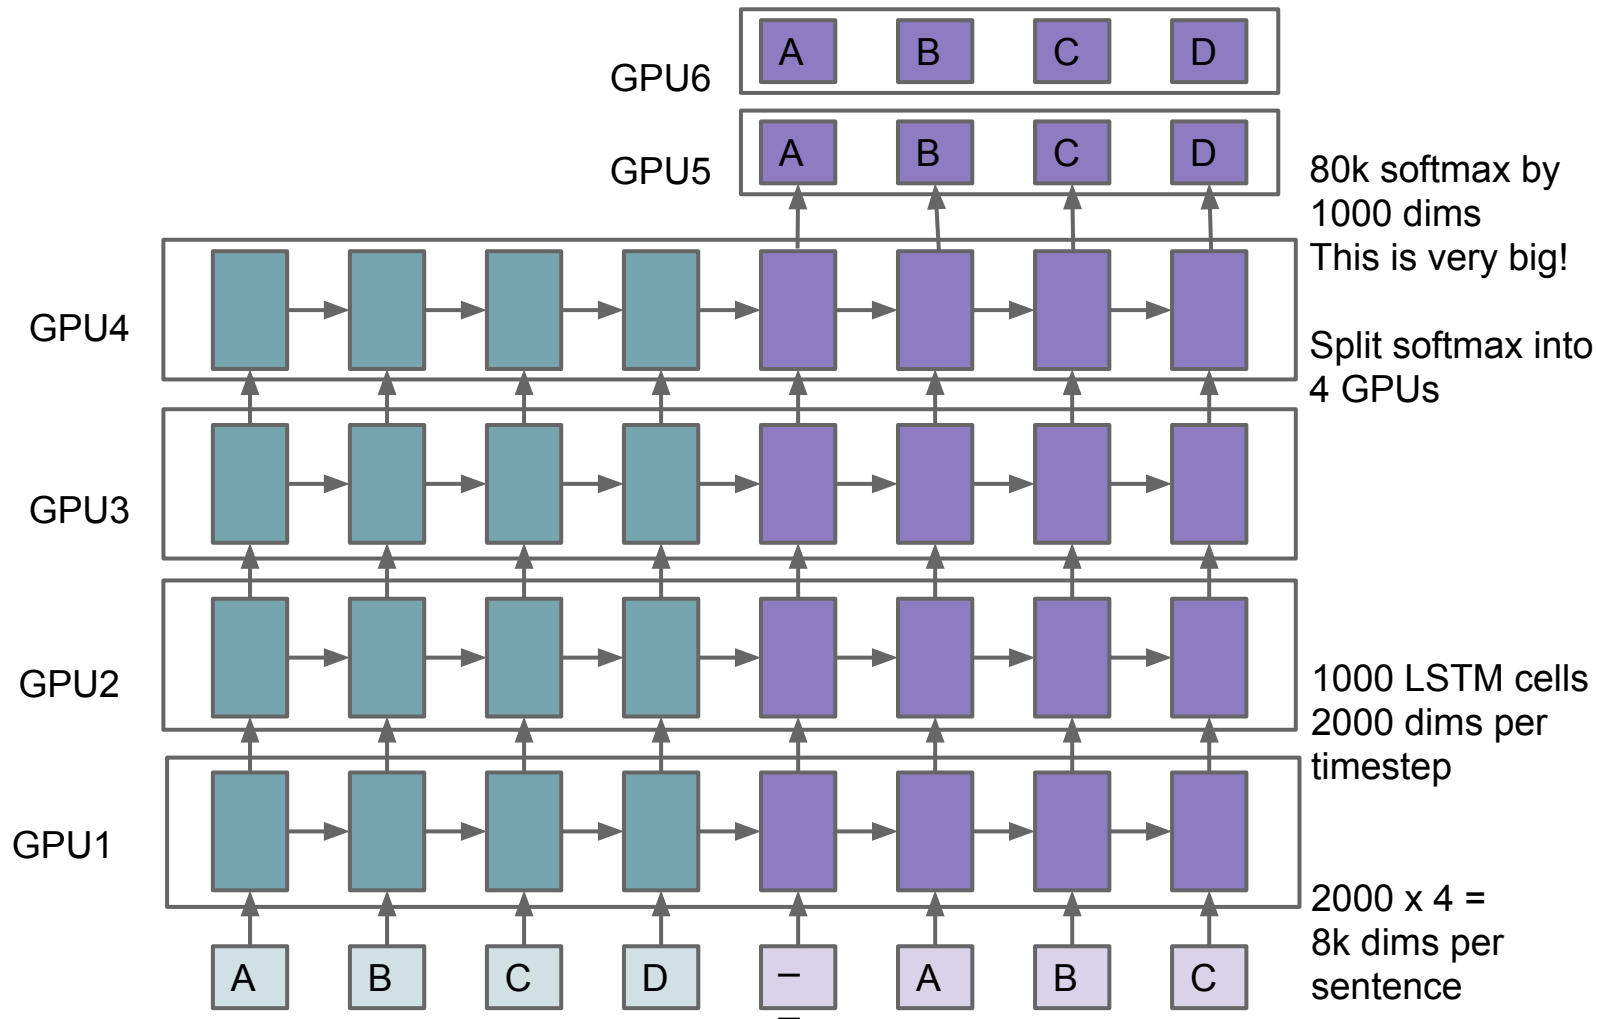 A B C D
GPU6
A B C D
GPU5
80k softmax by
1000 dims
This is very big!
GPU4
Split softmax into
4 GPUs
GPU3
GPU2
1000 LSTM cells
2000 dims per
timestep
GPU1
2000 x 4 =
8k dims per
sentence
A B C D _ A B C